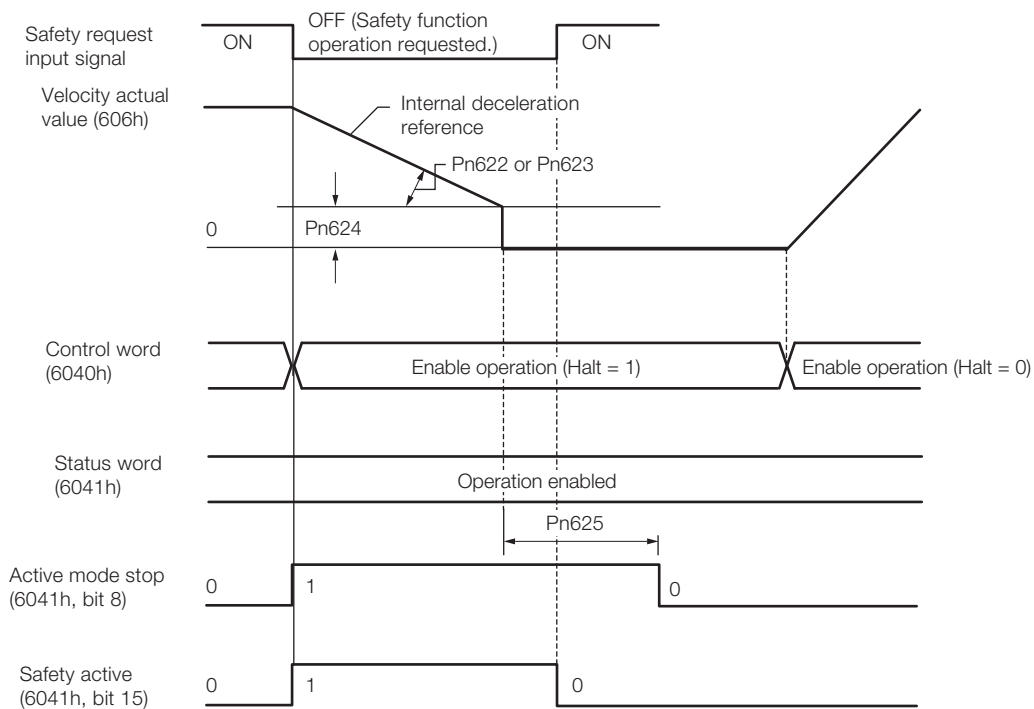 Safety request
input signal
ON
OFF (Safety function
operation requested.)
ON
Velocity actual
value (606h)
Internal deceleration
reference
Pn622 or Pn623
0
Pn624
Control word
(6040h)
Enable operation (Halt = 1)
Enable operation (Halt = 0)
Status word
(6041h)
Operation enabled
Pn625
Active mode stop
(6041h, bit 8)
0
1
0
Safety active
(6041h, bit 15)
0
1
0